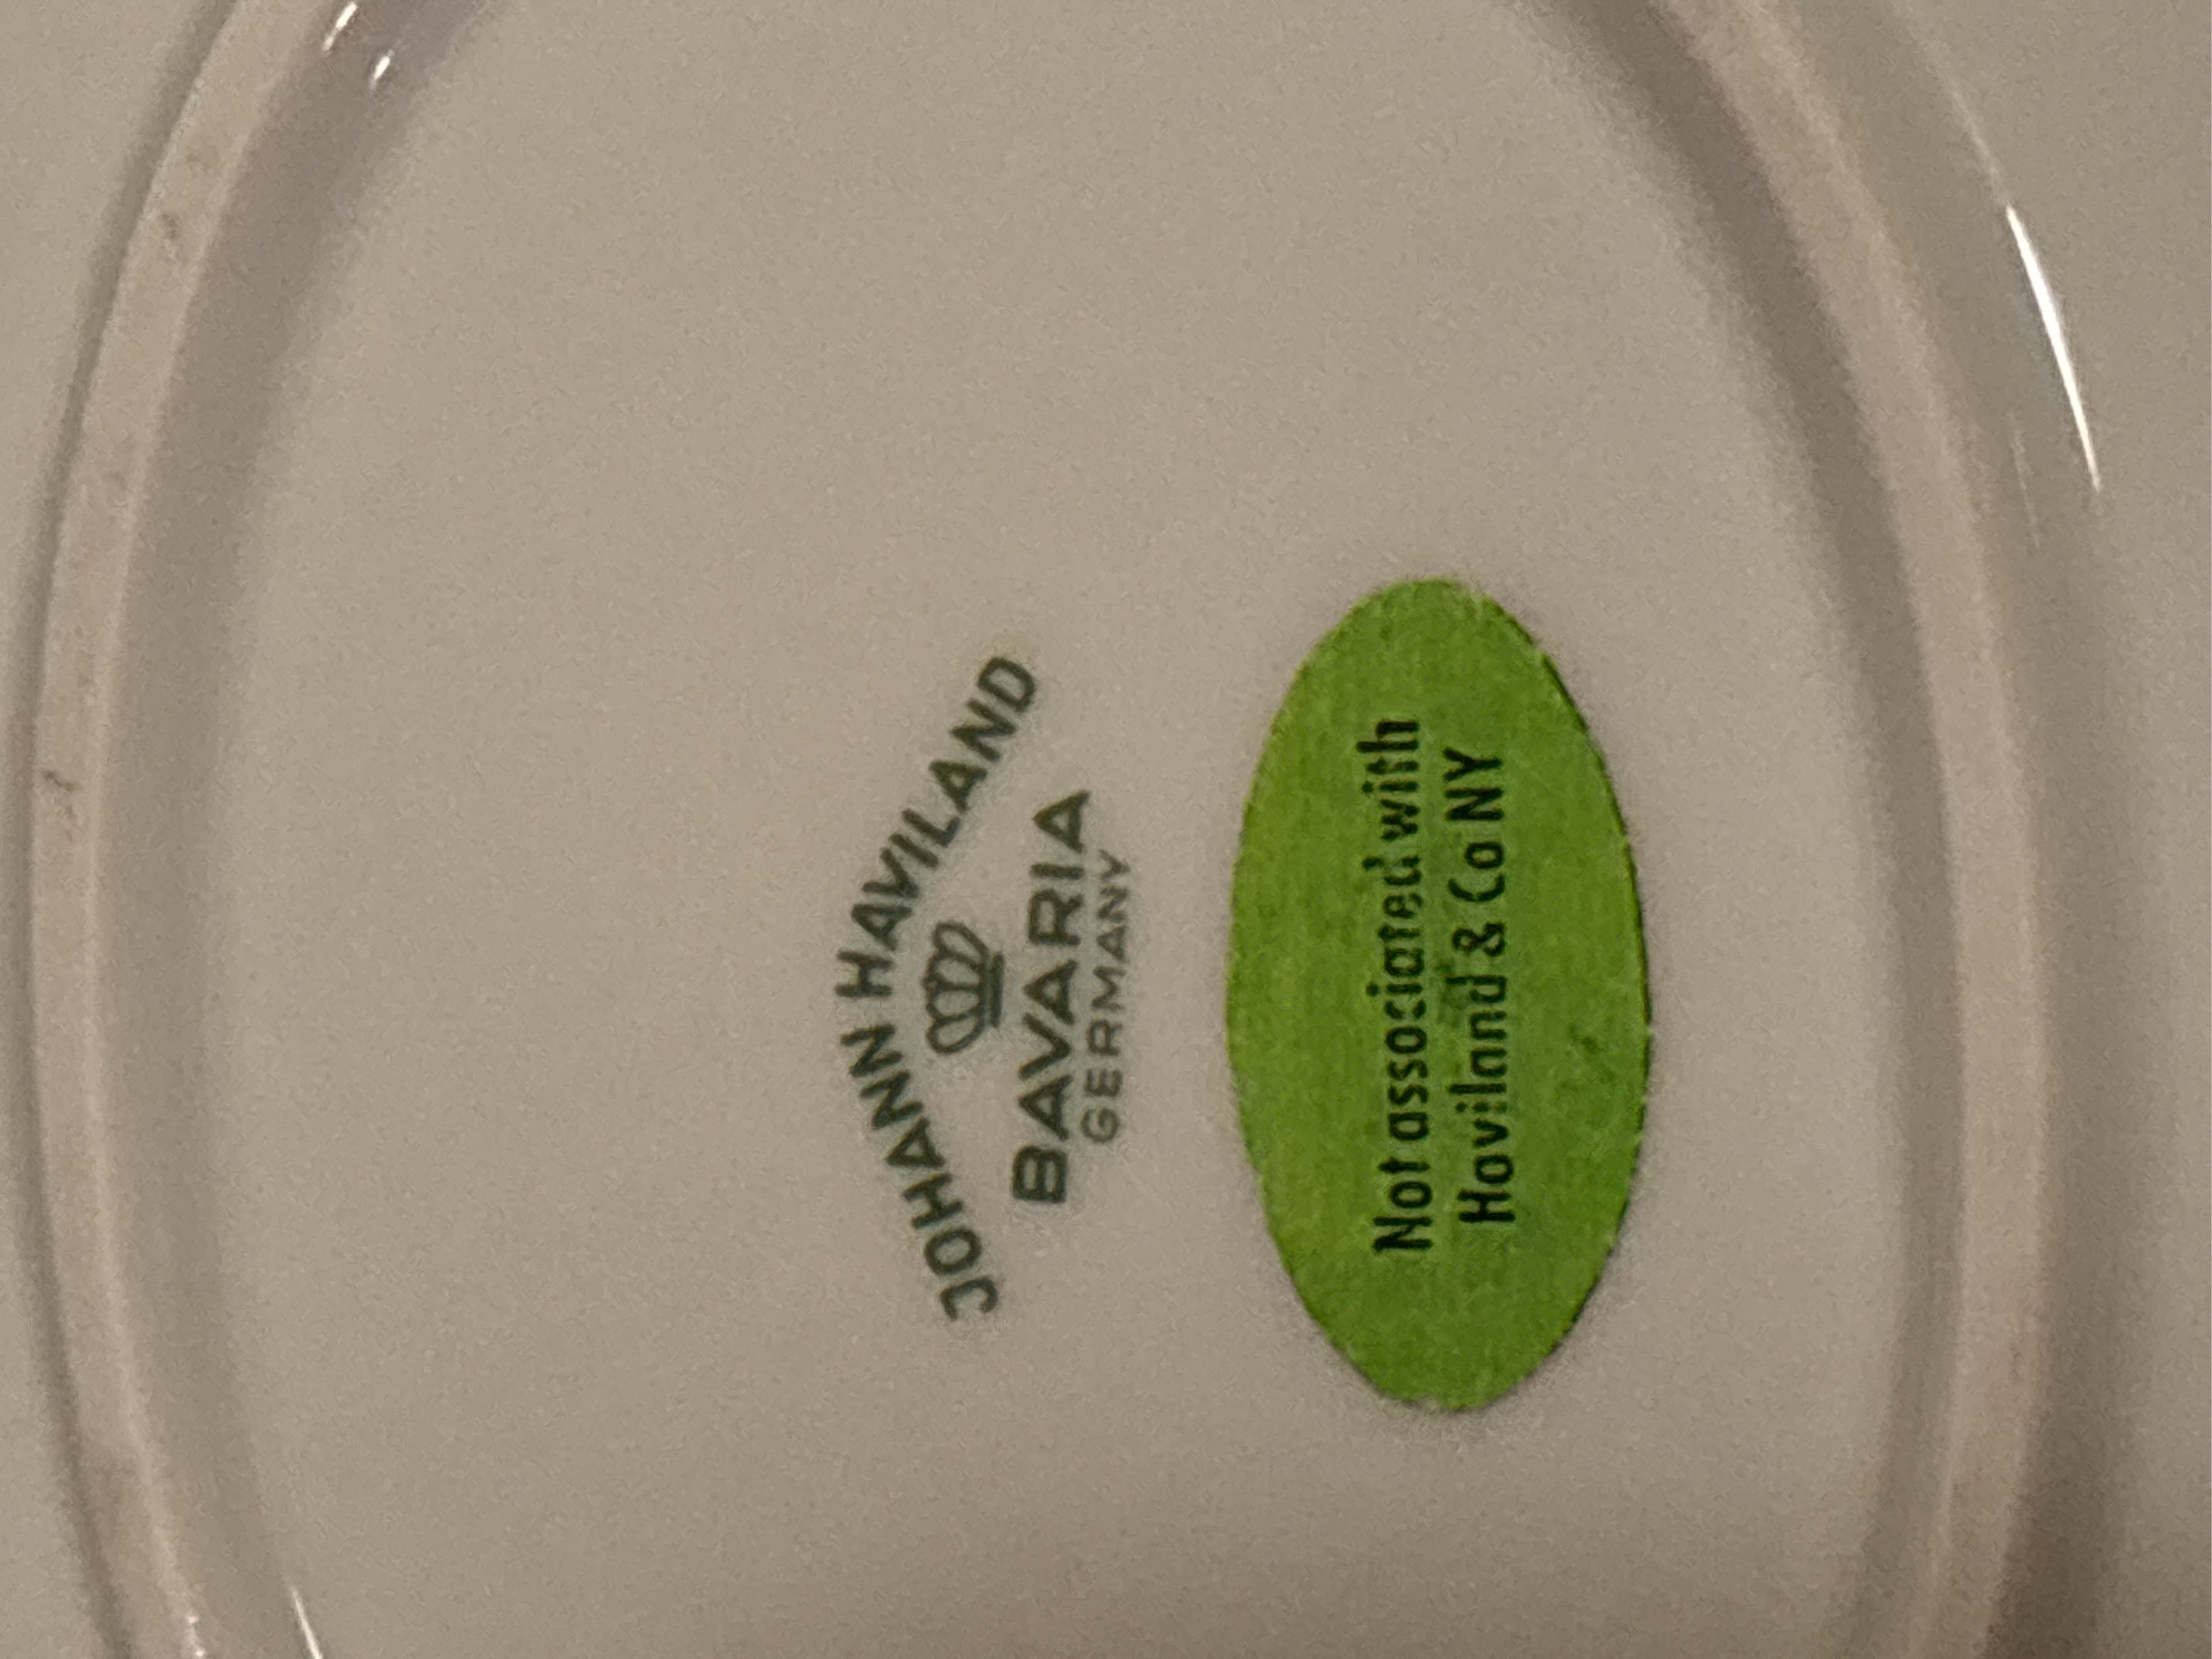 JOHANN HAVILAND
BAVARIA
GERMANY
Not associated with
Haviland & Co NY